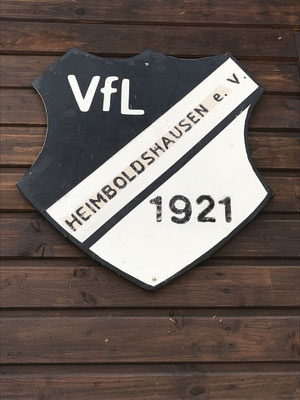 VfL
HEIMBOLDSHAUSEN e. V.
1921